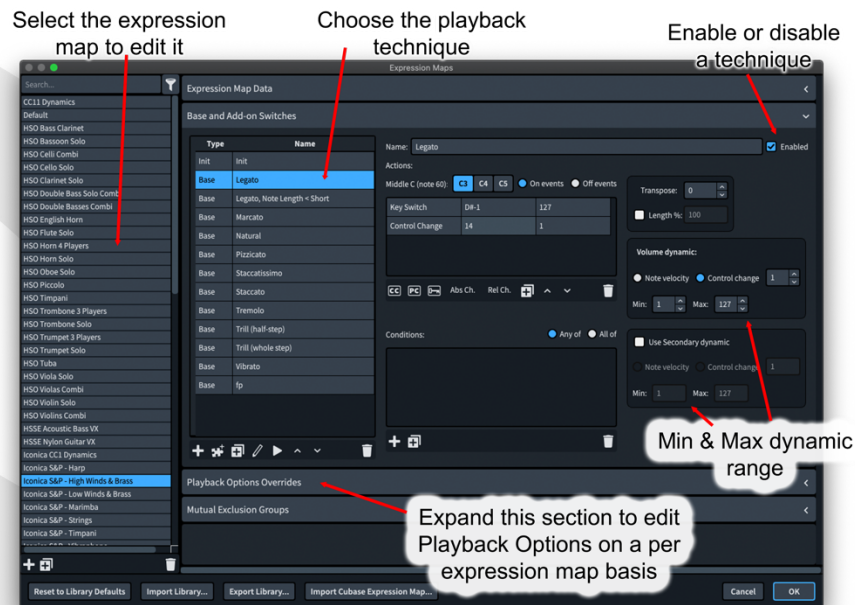 Select the expression
map to edit it
Choose the playback
technique
Enable or disable
a technique
Expression Maps
Search...
CC11 Dynamics
Default
HSO Bass Clarinet
HSO Bassoon Solo
HSO Celli Combi
HSO Cello Solo
HSO Clarinet Solo
HSO Double Bass Solo Comb
HSO Double Basses Combi
HSO English Horn
HSO Flute Solo
HSO Horn 4 Players
HSO Horn Solo
HSO Oboe Solo
HSO Piccolo
HSO Timpani
HSO Trombone 3 Players
HSO Trombone Solo
HSO Trumpet 3 Players
HSO Trumpet Solo
HSO Tuba
HSO Viola Solo
HSO Violas Combi
HSO Violin Solo
HSO Violins Combi
HSSE Acoustic Bass VX
HSSE Nylon Guitar VX
Iconica CC1 Dynamics
Iconica S&P - Harp
Iconica S&P - High Winds & Brass
Iconica S&P - Low Winds & Brass
Iconica S&P - Marimba
Iconica S&P - Strings
Iconica S&P - Timpani
Expression Map Data
Base and Add-on Switches
Type Name
Init Init
Base Legato
Base Legato, Note Length < Short
Base Marcato
Base Natural
Base Pizzicato
Base Staccatissimo
Base Staccato
Base Tremolo
Base Trill (half-step)
Base Trill (whole step)
Base Vibrato
Base fp
Name: Legato
Enabled
Actions:
Middle C (note 60): C3 C4 C5 On events Off events
Key Switch D#-1 127
Control Change 14 1
CC PC Abs Ch. Rel Ch.
Conditions: Any of All of
Transpose: 0
Length %: 100
Volume dynamic:
Note velocity Control change 1
Min: 1 Max: 127
Use Secondary dynamic
Note velocity Control change 1
Min: 1 Max: 127
Min & Max dynamic
range
Playback Options Overrides
Mutual Exclusion Groups
Expand this section to edit
Playback Options on a per
expression map basis
Reset to Library Defaults Import Library... Export Library... Import Cubase Expression Map... Cancel OK